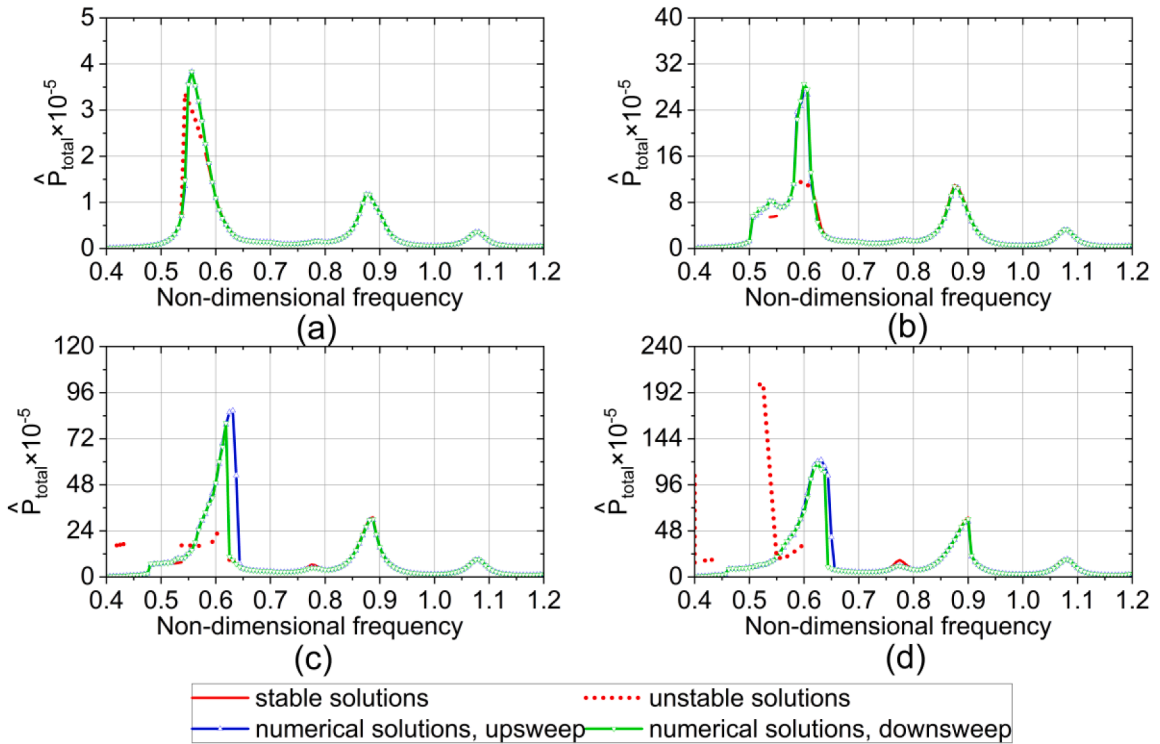 5 4 3 2 1 0
P̂total×10-5
0.4 0.5 0.6 0.7 0.8 0.9 1.0 1.1 1.2
Non-dimensional frequency
(a)
40 32 24 16 8 0
P̂total×10-5
0.4 0.5 0.6 0.7 0.8 0.9 1.0 1.1 1.2
Non-dimensional frequency
(b)
120 96 72 48 24 0
P̂total×10-5
0.4 0.5 0.6 0.7 0.8 0.9 1.0 1.1 1.2
Non-dimensional frequency
(c)
240 192 144 96 48 0
P̂total×10-5
0.4 0.5 0.6 0.7 0.8 0.9 1.0 1.1 1.2
Non-dimensional frequency
(d)
stable solutions
unstable solutions
numerical solutions, upsweep
numerical solutions, downsweep